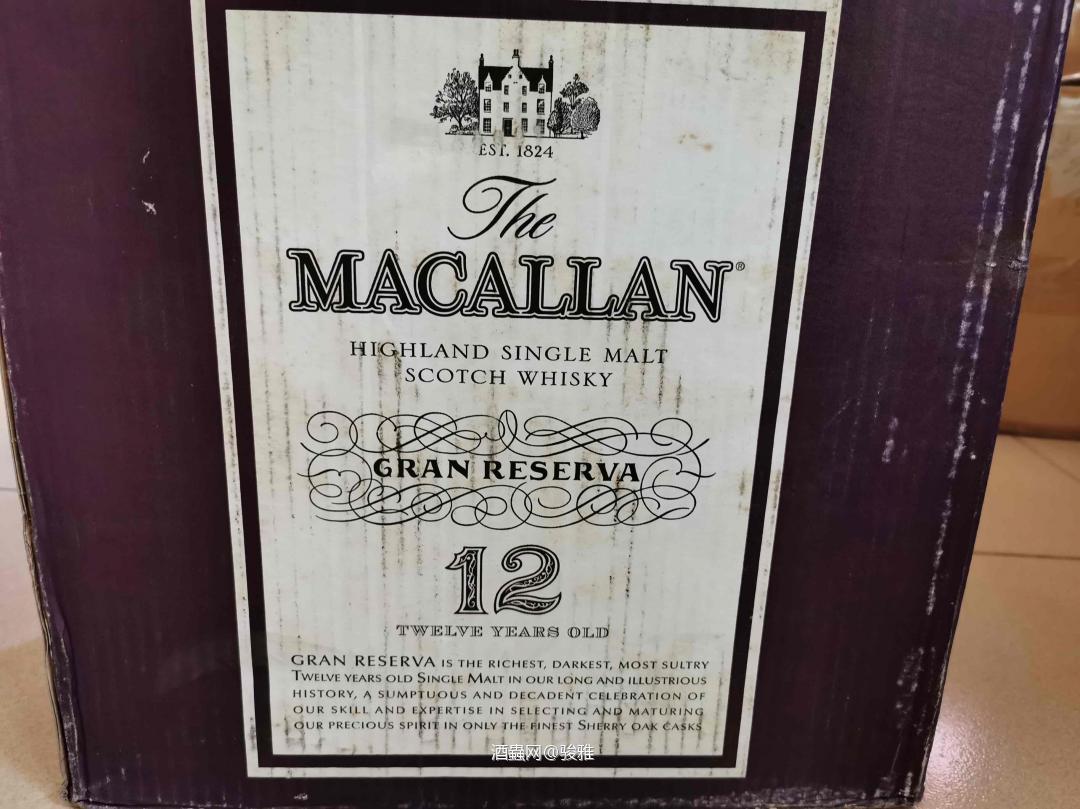 EST. 1824
The
MACALLAN®
HIGHLAND SINGLE MALT
SCOTCH WHISKY
GRAN RESERVA
12
TWELVE YEARS OLD
GRAN RESERVA IS THE RICHEST, DARKEST, MOST SULTRY
TWELVE YEARS OLD SINGLE MALT IN OUR LONG AND ILLUSTRIOUS
HISTORY, A SUMPTUOUS AND DECADENT CELEBRATION OF
OUR SKILL AND EXPERTISE IN SELECTING AND MATURING
OUR PRECIOUS SPIRIT IN ONLY THE FINEST SHERRY OAK CASKS
酒蟲网@骏雅